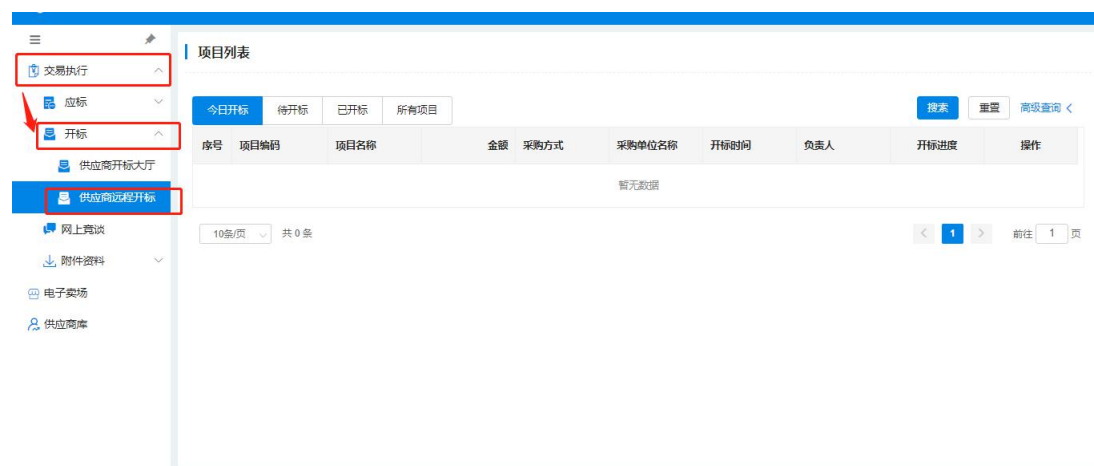 交易执行
应标
开标
供应商开标大厅
供应商远程开标
网上竞谈
附件资料
电子卖场
供应商库
项目列表
今日开标 待开标 已开标 所有项目 搜索 重置 高级查询
序号 项目编码 项目名称 金额 采购方式 采购单位名称 开标时间 负责人 开标进度 操作
暂无数据
10条/页 共 0 条 1 前往 1 页